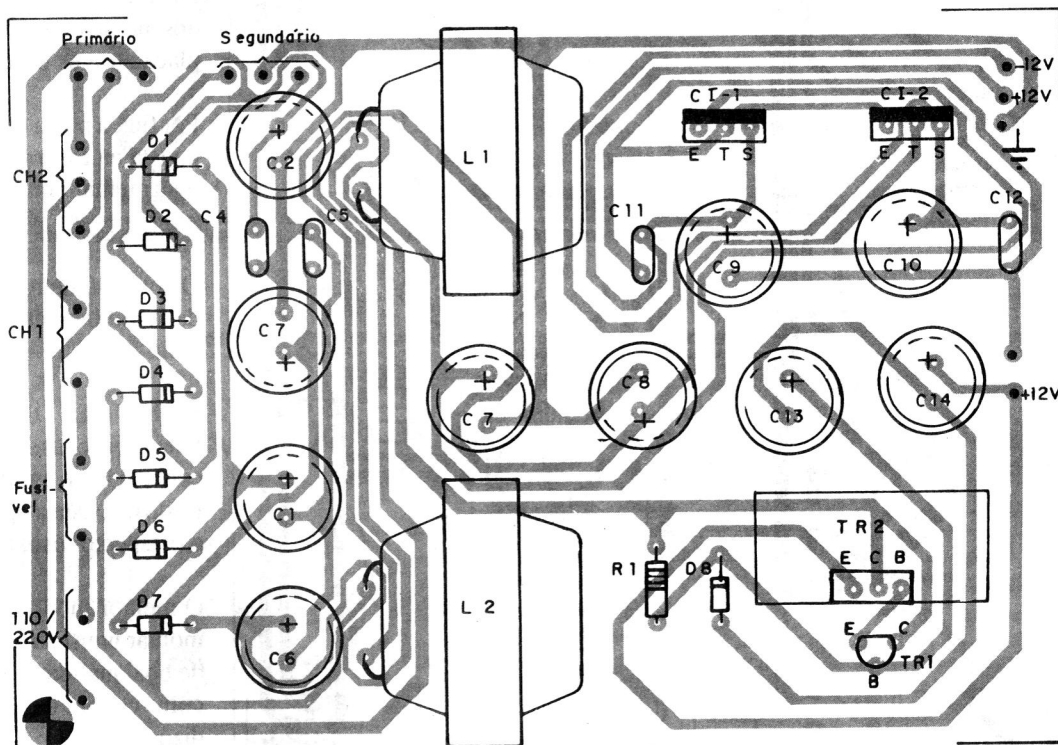 Primário
Segundário
-12V
+12V
CI-1
CI-2
E T S
E T S
D1
C2
L1
CH2
D2
C4
C5
C11
C12
C9
C10
D3
CH1
C7
D4
C8
C7
C13
C14
+12V
D5
Fusí-
vel
C1
D6
TR2
E C B
R1
D8
L2
D7
110/
220V
C6
E C
TR1
B